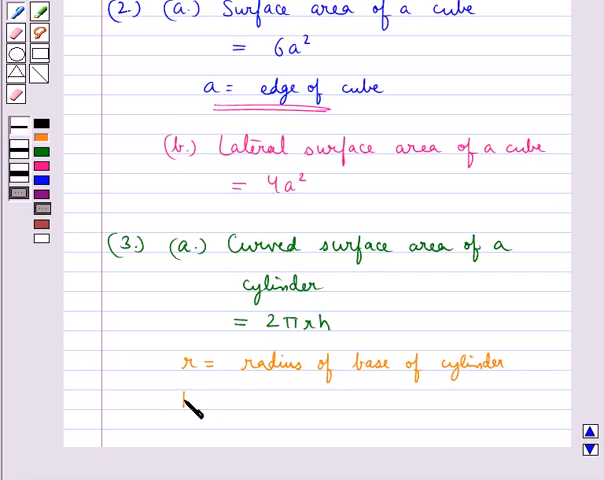 (2.) (a.) Surface area of a cube
= 6a²
a = edge of cube
(b.) Lateral surface area of a cube
= 4a²
(3.) (a.) Curved surface area of a
cylinder
= 2πrh
r = radius of base of cylinder